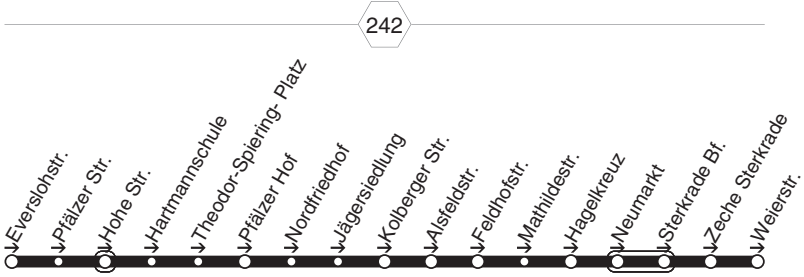 242
Everslohstr.
Pfälzer Str.
Hohe Str.
Hartmannschule
Theodor-Spiering- Platz
Pfälzer Hof
Nordfriedhof
Jägersiedlung
Kolberger Str.
Alsfeldstr.
Feldhofstr.
Mathildestr.
Hagelkreuz
Neumarkt
Sterkrade Bf.
Zeche Sterkrade
Weierstr.